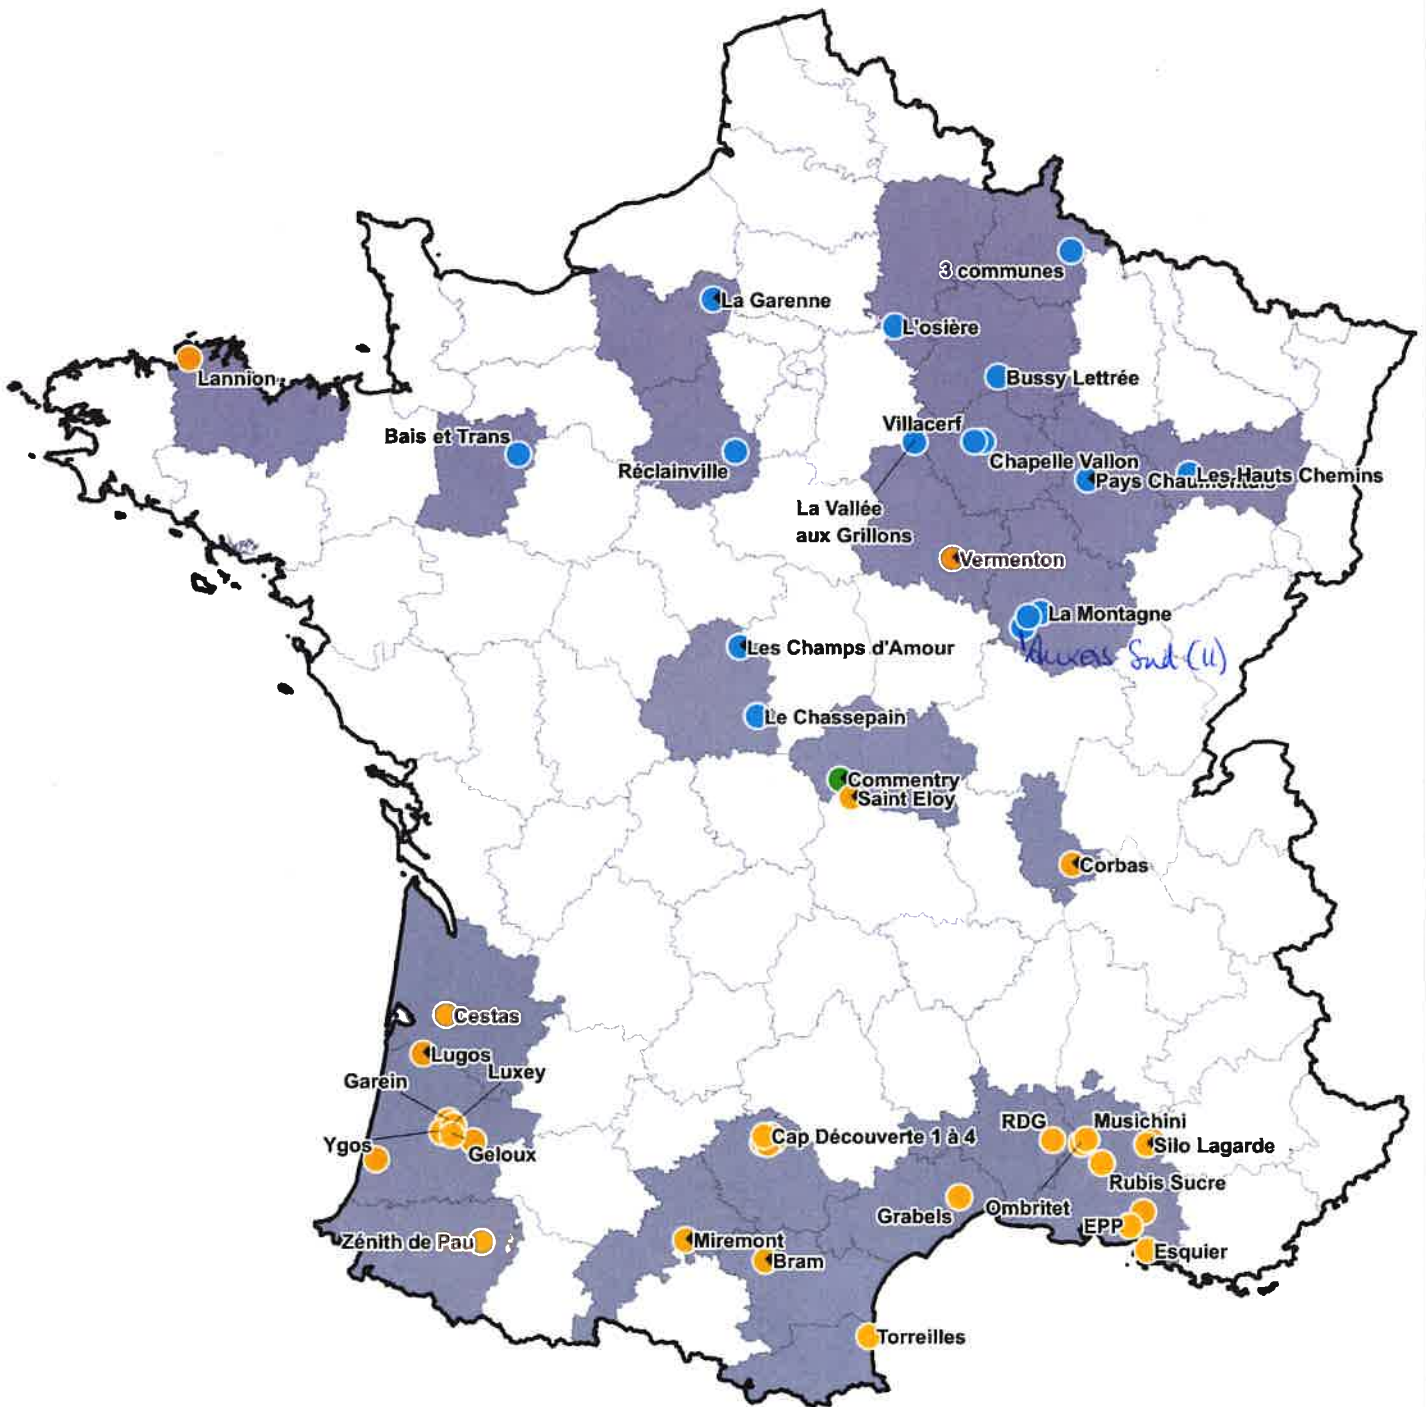 3 communes
La Garenne
L'osière
Lannion
Bussy Lettrée
Villacerf
Bais et Trans
Chapelle Vallon
Réclainville
Pays Chaumontais
Les Hauts Chemins
La Vallée
aux Grillons
Vermenton
La Montagne
Sud (11)
Les Champs d'Amour
Le Chassepain
Commentry
Saint Eloy
Corbas
Cestas
Lugos
Luxey
Garein
RDG
Musichini
Cap Découverte 1 à 4
Ygos
Geloux
Silo Lagarde
Rubis Sucre
Ombritet
Grabels
EPP
Zénith de Pau
Miremont
Esquier
Bram
Torreilles